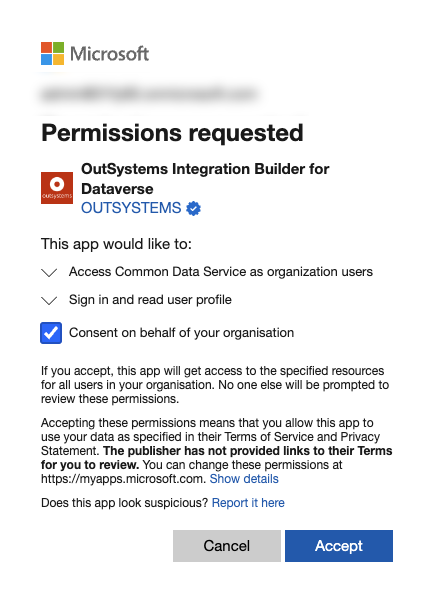 Microsoft
Permissions requested
OutSystems Integration Builder for
Dataverse
outsystems
OUTSYSTEMS
This app would like to:
Access Common Data Service as organization users
Sign in and read user profile
Consent on behalf of your organisation
If you accept, this app will get access to the specified resources
for all users in your organisation. No one else will be prompted to
review these permissions.
Accepting these permissions means that you allow this app to
use your data as specified in their Terms of Service and Privacy
Statement. The publisher has not provided links to their Terms
for you to review. You can change these permissions at
https://myapps.microsoft.com. Show details
Does this app look suspicious? Report it here
Cancel
Accept